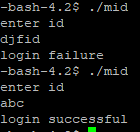 -bash-4.2$ ./mid
enter id
djfid
login failure
-bash-4.2$ ./mid
enter id
abc
login successful